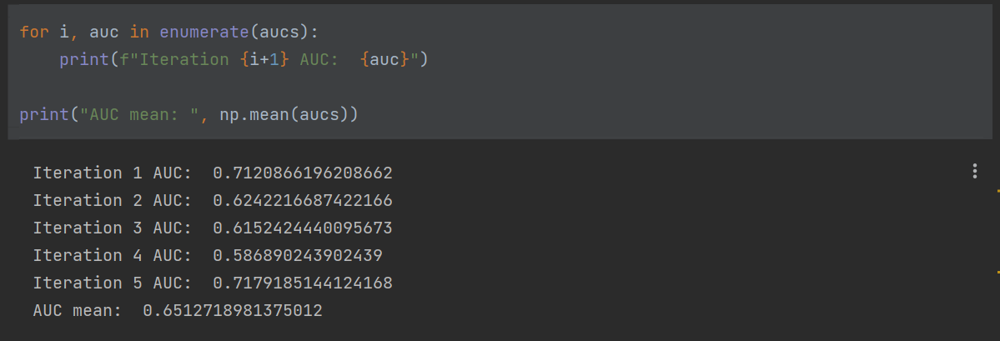 for i, auc in enumerate(aucs):
    print(f"Iteration {i+1} AUC:  {auc}")
print("AUC mean: ", np.mean(aucs))
Iteration 1 AUC:  0.7120866196208662
Iteration 2 AUC:  0.6242216687422166
Iteration 3 AUC:  0.6152424440095673
Iteration 4 AUC:  0.586890243902439
Iteration 5 AUC:  0.7179185144124168
AUC mean:  0.6512718981375012